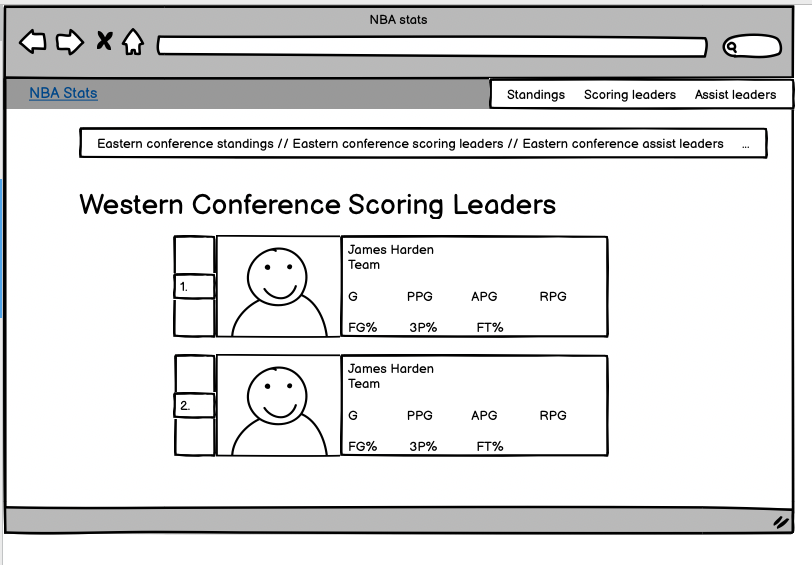 NBA stats
NBA Stats
Standings Scoring leaders Assist leaders
Eastern conference standings // Eastern conference scoring leaders // Eastern conference assist leaders ...
Western Conference Scoring Leaders
1.
James Harden
Team
G PPG APG RPG
FG% 3P% FT%
2.
James Harden
Team
G PPG APG RPG
FG% 3P% FT%